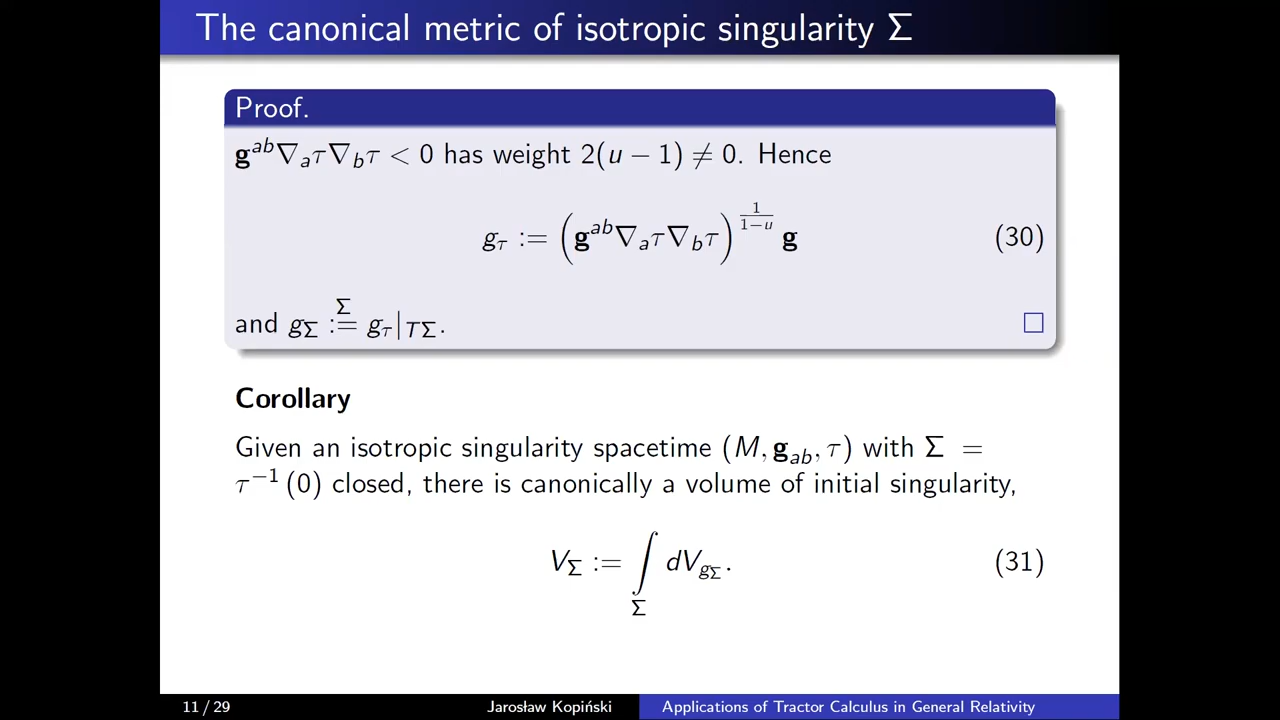 The canonical metric of isotropic singularity Σ
Proof.
𝐠^{ab}∇_aτ∇_bτ < 0 has weight 2(u − 1) ≠ 0. Hence
g_τ := (𝐠^{ab}∇_aτ∇_bτ)^{\frac{1}{1−u}} 𝐠 (30)
and g_Σ \overset{Σ}{:=} g_τ|_{TΣ}. □
Corollary
Given an isotropic singularity spacetime (M, 𝐠_{ab}, τ) with Σ =
τ^{−1}(0) closed, there is canonically a volume of initial singularity,
V_Σ := ∫_Σ dV_{g_Σ}. (31)
11 / 29 Jarosław Kopiński Applications of Tractor Calculus in General Relativity